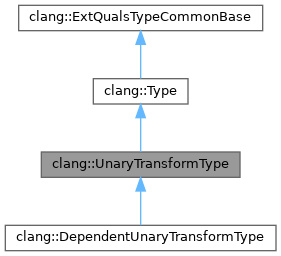 clang::ExtQualsTypeCommonBase
clang::Type
clang::UnaryTransformType
clang::DependentUnaryTransformType